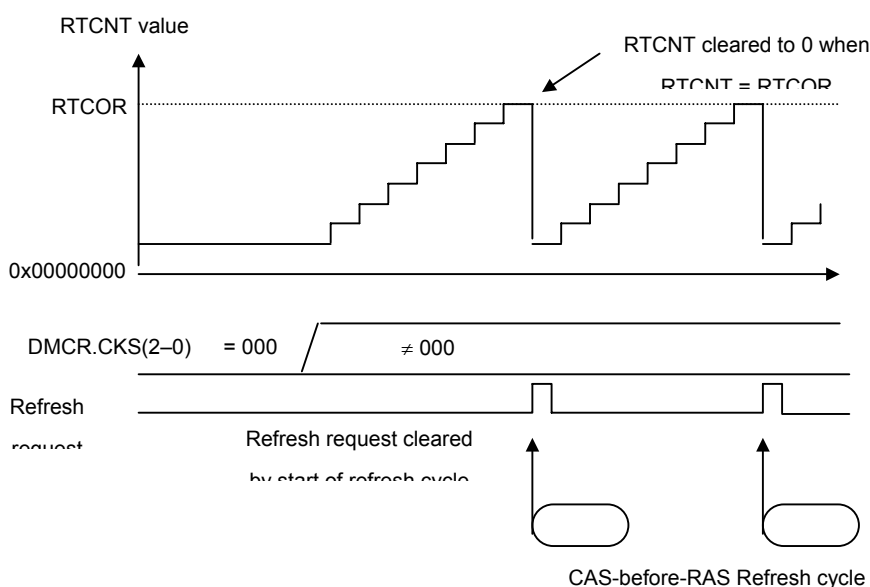 RTCNT value
RTCNT cleared to 0 when
RTCNT = RTCOR
RTCOR
0x00000000
DMCR.CKS(2–0) = 000 ≠ 000
Refresh
request
Refresh request cleared
by start of refresh cycle
CAS-before-RAS Refresh cycle